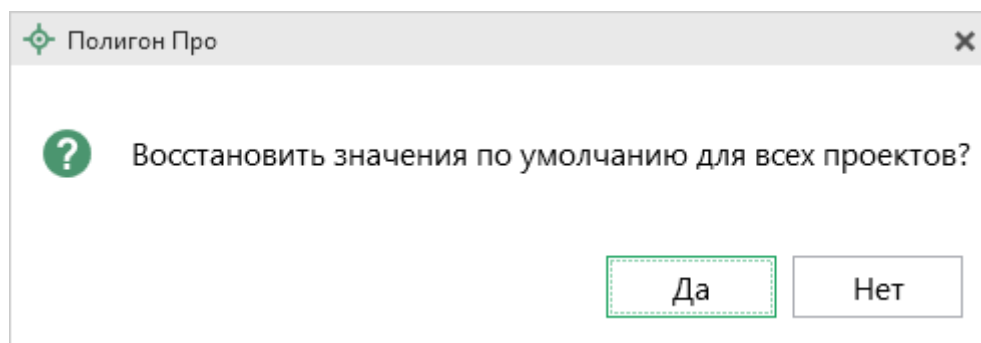 Полигон Про
Восстановить значения по умолчанию для всех проектов?
Да Нет